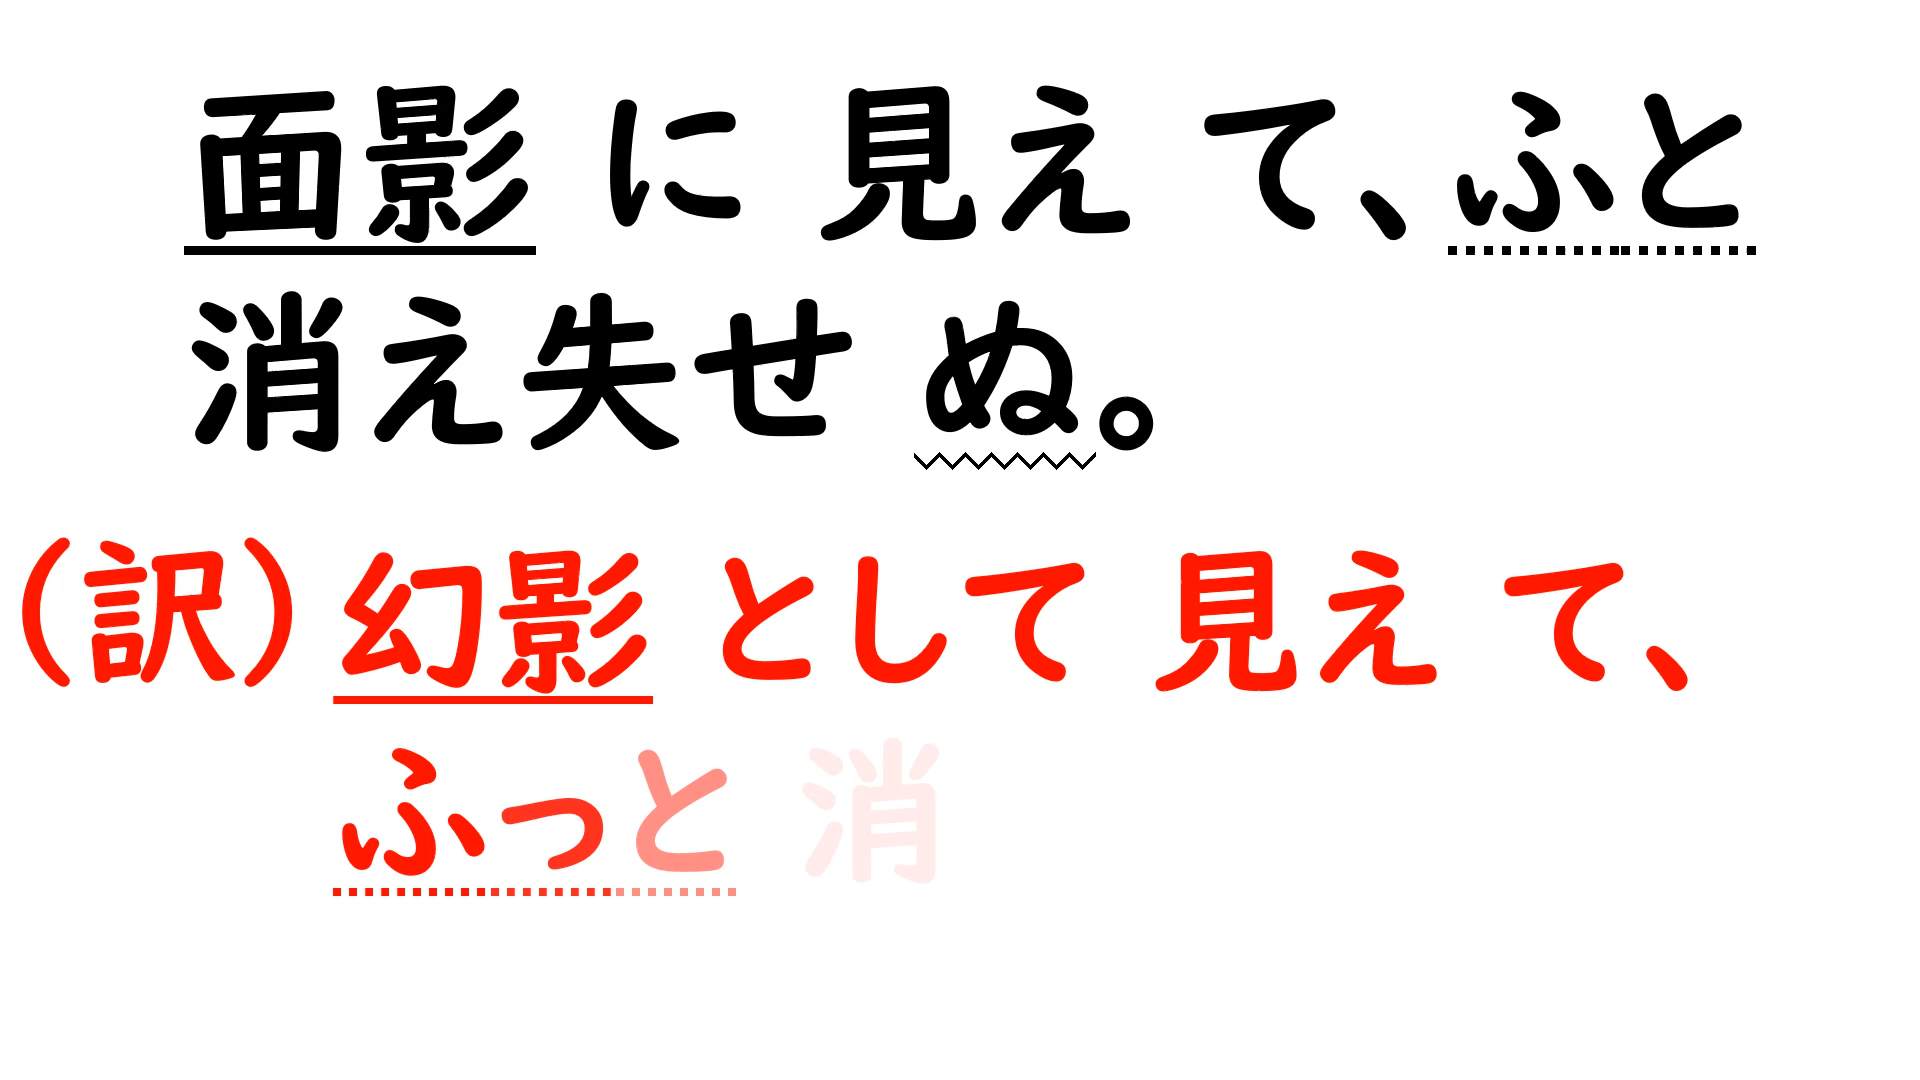 面影 に 見え て、ふと
消え失せ ぬ。
(訳)幻影 として 見え て、
ふっと 消